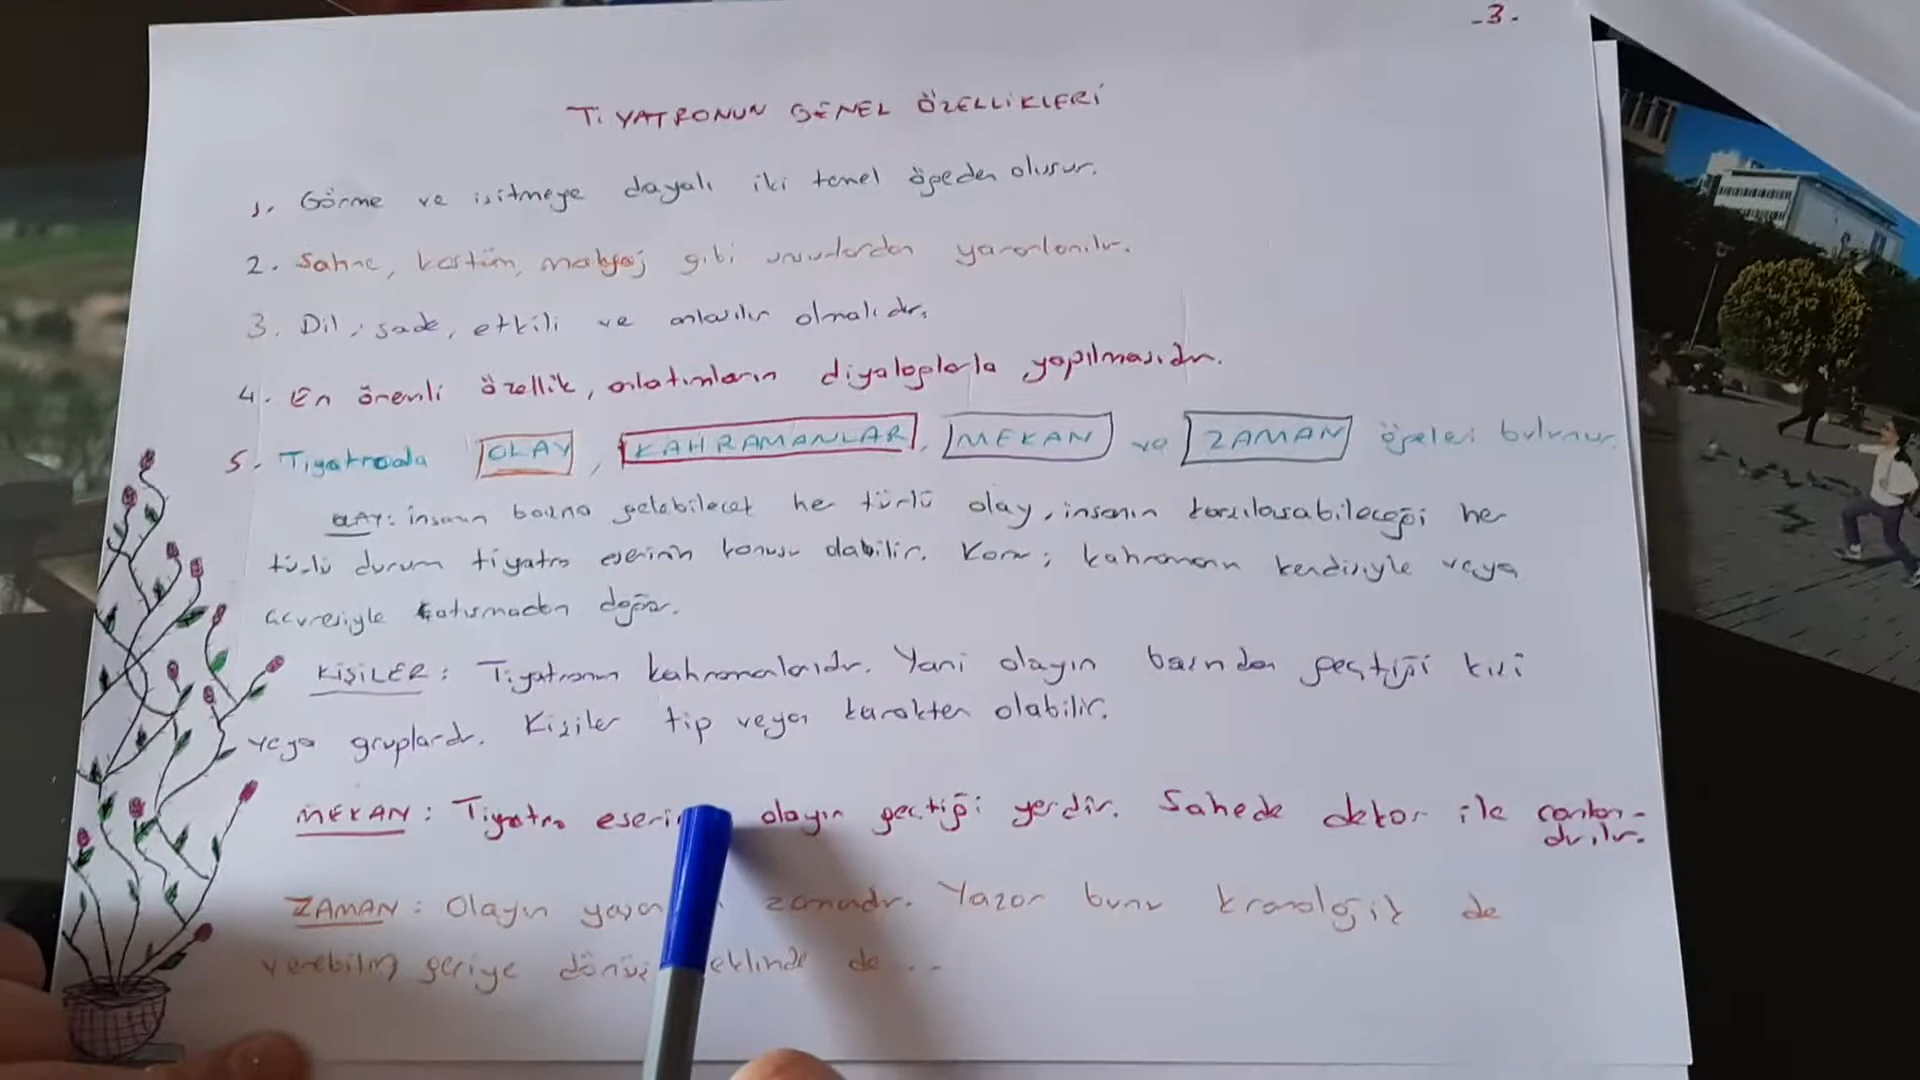 -3-
TİYATRONUN GENEL ÖZELLİKLERİ
1. Görme ve işitmeye dayalı iki temel öğeden oluşur.
2. Sahne, kostüm, makyaj gibi unsurlardan yararlanılır.
3. Dil, sade, etkili ve anlaşılır olmalıdır.
4. En önemli özellik, anlatımların diyaloglarla yapılmasıdır.
5. Tiyatroda OLAY, KAHRAMANLAR, MEKAN ve ZAMAN öğeleri bulunur.
OLAY: insanın başına gelebilecek her türlü olay, insanın karşılaşabileceği her
türlü durum tiyatro eserinin konusu olabilir. Konu; kahramanın kendisiyle veya
çevresiyle çatışmadan doğar.
KİŞİLER: Tiyatronun kahramanlarıdır. Yani olayın başından geçtiği kişi
veya gruplardır. Kişiler tip veya karakter olabilir.
MEKAN: Tiyatro olayın geçtiği yerdir. Sahede dekor ile canlan-
dırılır.
ZAMAN: Olayın zamandır. Yazar bunu kronolojik de
verebilir, geriye de ..